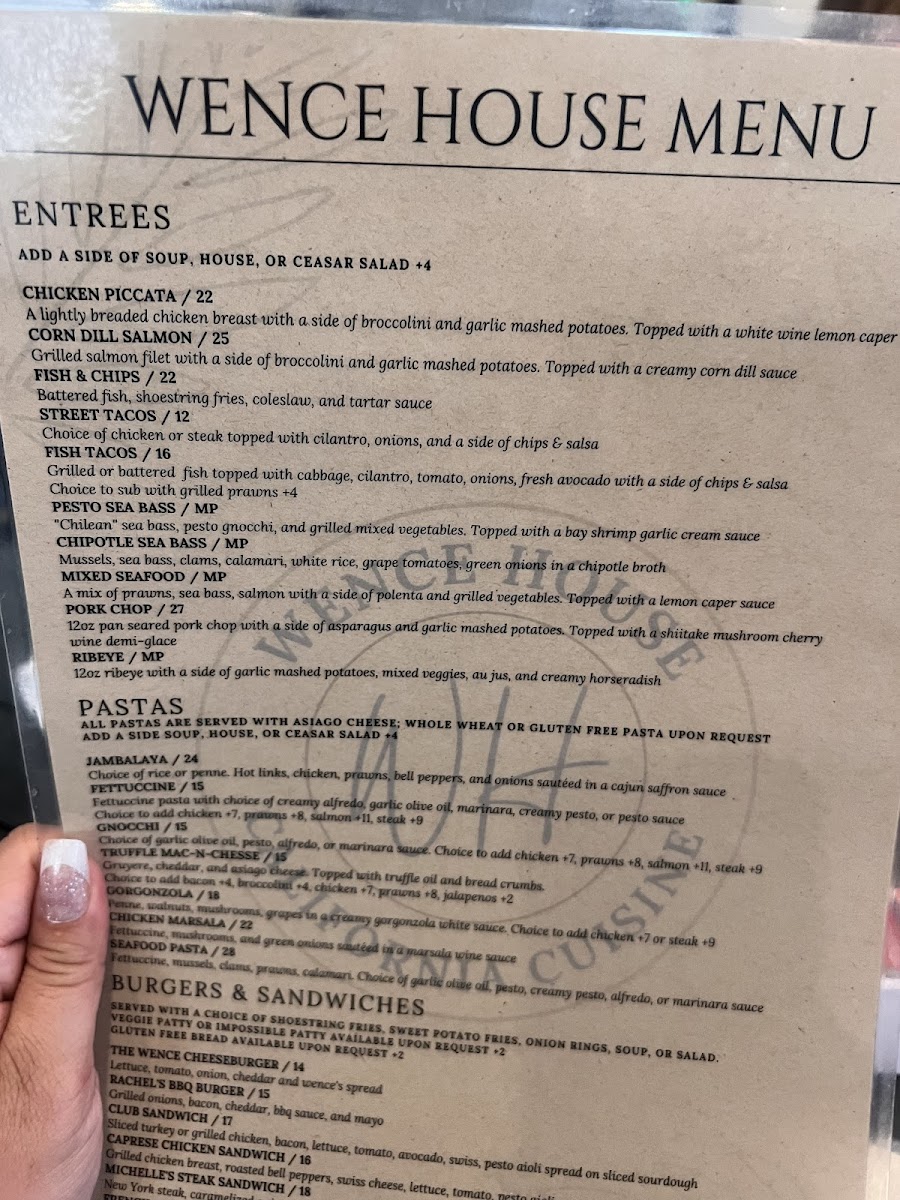 WENCE HOUSE MENU
ENTREES
ADD A SIDE OF SOUP, HOUSE, OR CEASAR SALAD +4
CHICKEN PICCATA / 22
A lightly breaded chicken breast with a side of broccolini and garlic mashed potatoes. Topped with a white wine lemon caper
CORN DILL SALMON / 25
Grilled salmon filet with a side of broccolini and garlic mashed potatoes. Topped with a creamy corn dill sauce
FISH & CHIPS / 22
Battered fish, shoestring fries, coleslaw, and tartar sauce
STREET TACOS / 12
Choice of chicken or steak topped with cilantro, onions, and a side of chips & salsa
FISH TACOS / 16
Grilled or battered fish topped with cabbage, cilantro, tomato, onions, fresh avocado with a side of chips & salsa
Choice to sub with grilled prawns +4
PESTO SEA BASS / MP
"Chilean" sea bass, pesto gnocchi, and grilled mixed vegetables. Topped with a bay shrimp garlic cream sauce
CHIPOTLE SEA BASS / MP
Mussels, sea bass, clams, calamari, white rice, grape tomatoes, green onions in a chipotle broth
MIXED SEAFOOD / MP
A mix of prawns, sea bass, salmon with a side of polenta and grilled vegetables. Topped with a lemon caper sauce
PORK CHOP / 27
12oz pan seared pork chop with a side of asparagus and garlic mashed potatoes. Topped with a shiitake mushroom cherry
wine demi-glace
RIBEYE / MP
12oz ribeye with a side of garlic mashed potatoes, mixed veggies, au jus, and creamy horseradish
PASTAS
ALL PASTAS ARE SERVED WITH ASIAGO CHEESE; WHOLE WHEAT OR GLUTEN FREE PASTA UPON REQUEST
ADD A SIDE SOUP, HOUSE, OR CEASAR SALAD +4
JAMBALAYA / 24
Choice of rice or penne. Hot links, chicken, prawns, bell peppers, and onions sautéed in a cajun saffron sauce
FETTUCCINE / 15
Fettuccine pasta with choice of creamy alfredo, garlic olive oil, marinara, creamy pesto, or pesto sauce
Choice to add chicken +7, prawns +8, salmon +11, steak +9
GNOCCHI / 15
Choice of garlic olive oil, pesto, alfredo, or marinara sauce. Choice to add chicken +7, prawns +8, salmon +11, steak +9
TRUFFLE MAC-N-CHESSE / 15
Gruyere, cheddar, and asiago cheese. Topped with truffle oil and bread crumbs.
Choice to add bacon +4, broccolini +4, chicken +7, prawns +8, jalapenos +2
GORGONZOLA / 18
Penne, walnuts, mushrooms, grapes in a creamy gorgonzola white sauce. Choice to add chicken +7 or steak +9
CHICKEN MARSALA / 22
Fettuccine, mushrooms, and green onions sautéed in a marsala wine sauce
SEAFOOD PASTA / 28
Fettuccine, mussels, clams, prawns, calamari. Choice of garlic olive oil, pesto, creamy pesto, alfredo, or marinara sauce
WENCE HOUSE
WH
CALIFORNIA CUISINE
BURGERS & SANDWICHES
SERVED WITH A CHOICE OF SHOESTRING FRIES, SWEET POTATO FRIES, ONION RINGS, SOUP, OR SALAD.
VEGGIE PATTY OR IMPOSSIBLE PATTY AVAILABLE UPON REQUEST +2
GLUTEN FREE BREAD AVAILABLE UPON REQUEST +2
THE WENCE CHEESEBURGER / 14
Lettuce, tomato, onion, cheddar and wence's spread
RACHEL'S BBQ BURGER / 15
Grilled onions, bacon, cheddar, bbq sauce, and mayo
CLUB SANDWICH / 17
Sliced turkey or grilled chicken, bacon, lettuce, tomato, avocado, swiss, pesto aioli spread on sliced sourdough
CAPRESE CHICKEN SANDWICH / 16
Grilled chicken breast, roasted bell peppers, swiss cheese, lettuce, tomato, pesto
MICHELLE'S STEAK SANDWICH / 18
New York steak,